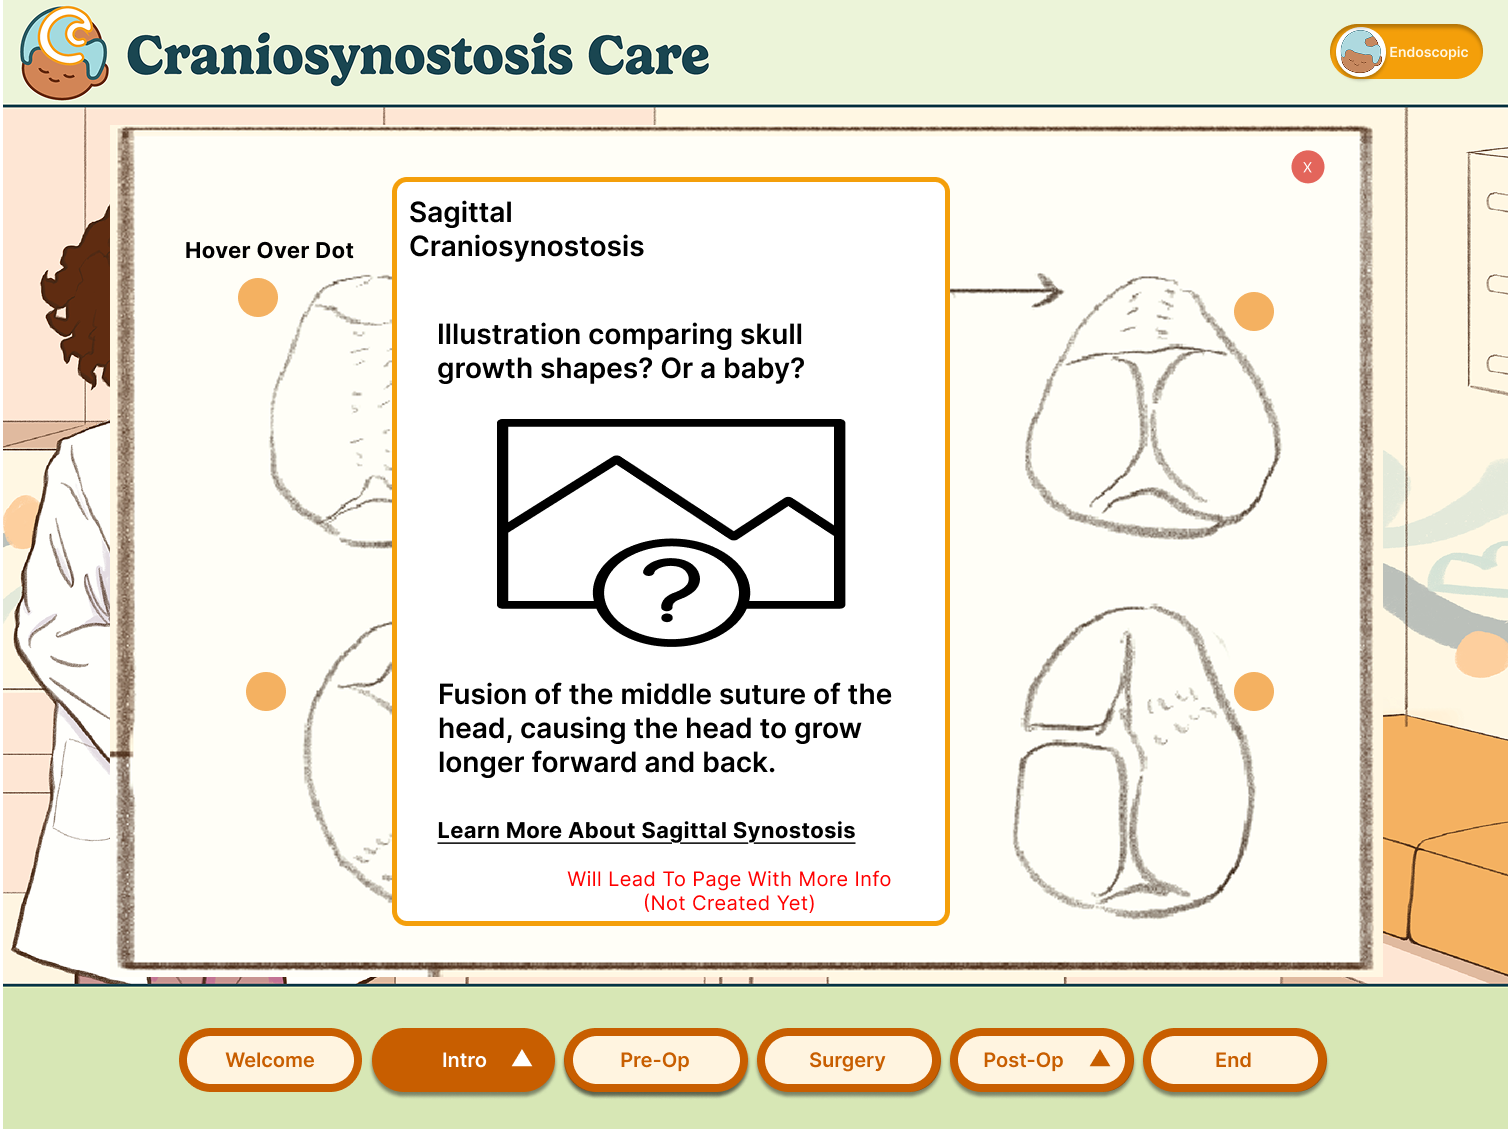 Craniosynostosis Care
Endoscopic
X
Hover Over Dot
Sagittal
Craniosynostosis
Illustration comparing skull
growth shapes? Or a baby?
?
Fusion of the middle suture of the
head, causing the head to grow
longer forward and back.
Learn More About Sagittal Synostosis
Will Lead To Page With More Info
(Not Created Yet)
Welcome
Intro
Pre-Op
Surgery
Post-Op
End